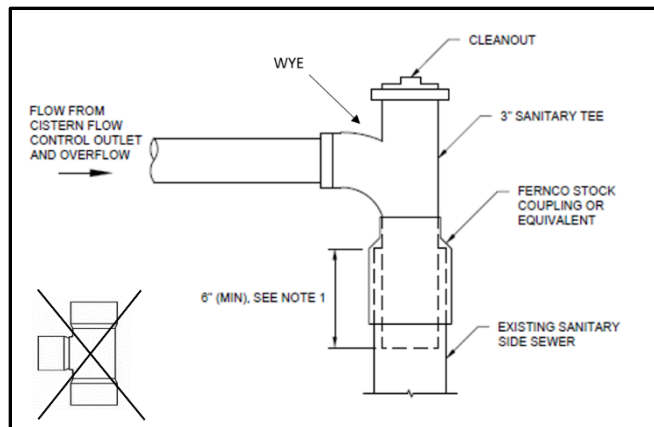 CLEANOUT
WYE
FLOW FROM
CISTERN FLOW
CONTROL OUTLET
AND OVERFLOW
3" SANITARY TEE
FERNCO STOCK
COUPLING OR
EQUIVALENT
6" (MIN), SEE NOTE 1
EXISTING SANITARY
SIDE SEWER